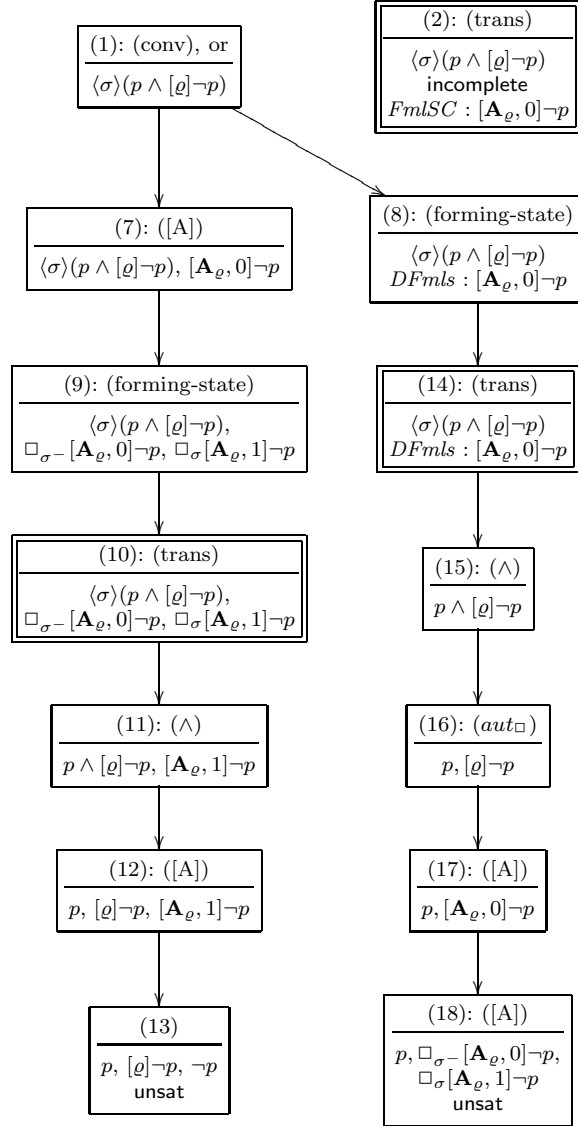 (1): (conv), or
⟨σ⟩(p ∧ [ϱ]¬p)
(2): (trans)
⟨σ⟩(p ∧ [ϱ]¬p)
incomplete
FmlSC : [A_ϱ, 0]¬p
(7): ([A])
⟨σ⟩(p ∧ [ϱ]¬p), [A_ϱ, 0]¬p
(8): (forming-state)
⟨σ⟩(p ∧ [ϱ]¬p)
DFmls : [A_ϱ, 0]¬p
(9): (forming-state)
⟨σ⟩(p ∧ [ϱ]¬p),
□_σ⁻[A_ϱ, 0]¬p, □_σ[A_ϱ, 1]¬p
(14): (trans)
⟨σ⟩(p ∧ [ϱ]¬p)
DFmls : [A_ϱ, 0]¬p
(10): (trans)
⟨σ⟩(p ∧ [ϱ]¬p),
□_σ⁻[A_ϱ, 0]¬p, □_σ[A_ϱ, 1]¬p
(15): (∧)
p ∧ [ϱ]¬p
(11): (∧)
p ∧ [ϱ]¬p, [A_ϱ, 1]¬p
(16): (aut_□)
p, [ϱ]¬p
(12): ([A])
p, [ϱ]¬p, [A_ϱ, 1]¬p
(17): ([A])
p, [A_ϱ, 0]¬p
(13)
p, [ϱ]¬p, ¬p
unsat
(18): ([A])
p, □_σ⁻[A_ϱ, 0]¬p,
□_σ[A_ϱ, 1]¬p
unsat